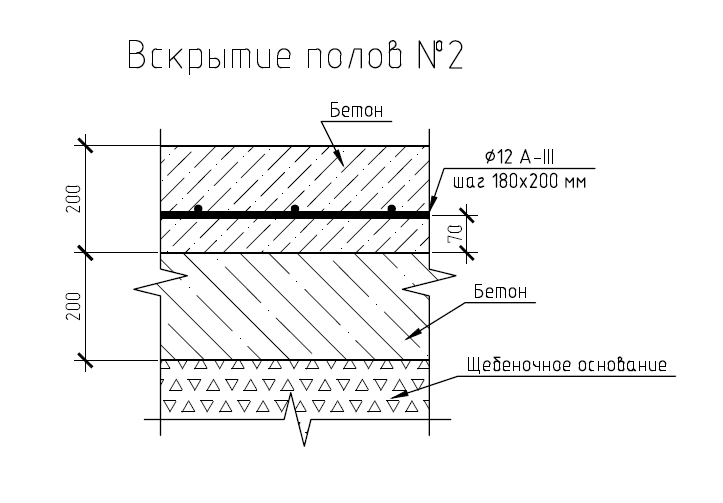 Вскрытие полов №2
Бетон
Ø12 А-III
шаг 180х200 мм
200
70
200
Бетон
Щебеночное основание